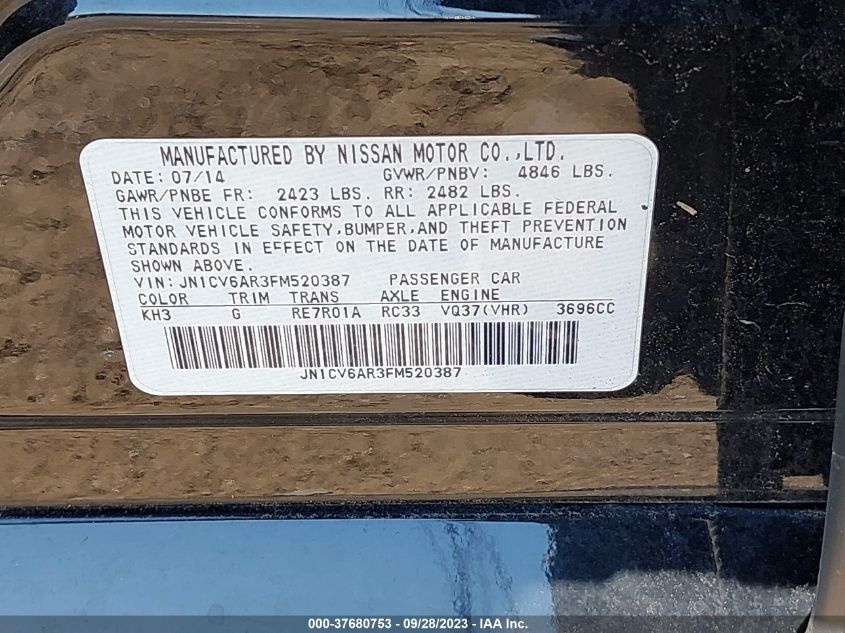 MANUFACTURED BY NISSAN MOTOR CO.,LTD.
DATE: 07/14 GVWR/PNBV: 4846 LBS.
GAWR/PNBE FR: 2423 LBS. RR: 2482 LBS.
THIS VEHICLE CONFORMS TO ALL APPLICABLE FEDERAL
MOTOR VEHICLE SAFETY,BUMPER,AND THEFT PREVENTION
STANDARDS IN EFFECT ON THE DATE OF MANUFACTURE
SHOWN ABOVE.
VIN: JN1CV6AR3FM520387 PASSENGER CAR
COLOR TRIM TRANS AXLE ENGINE
KH3 G RE7R01A RC33 VQ37(VHR) 3696CC
JN1CV6AR3FM520387
000-37680753 - 09/28/2023 - IAA, Inc.